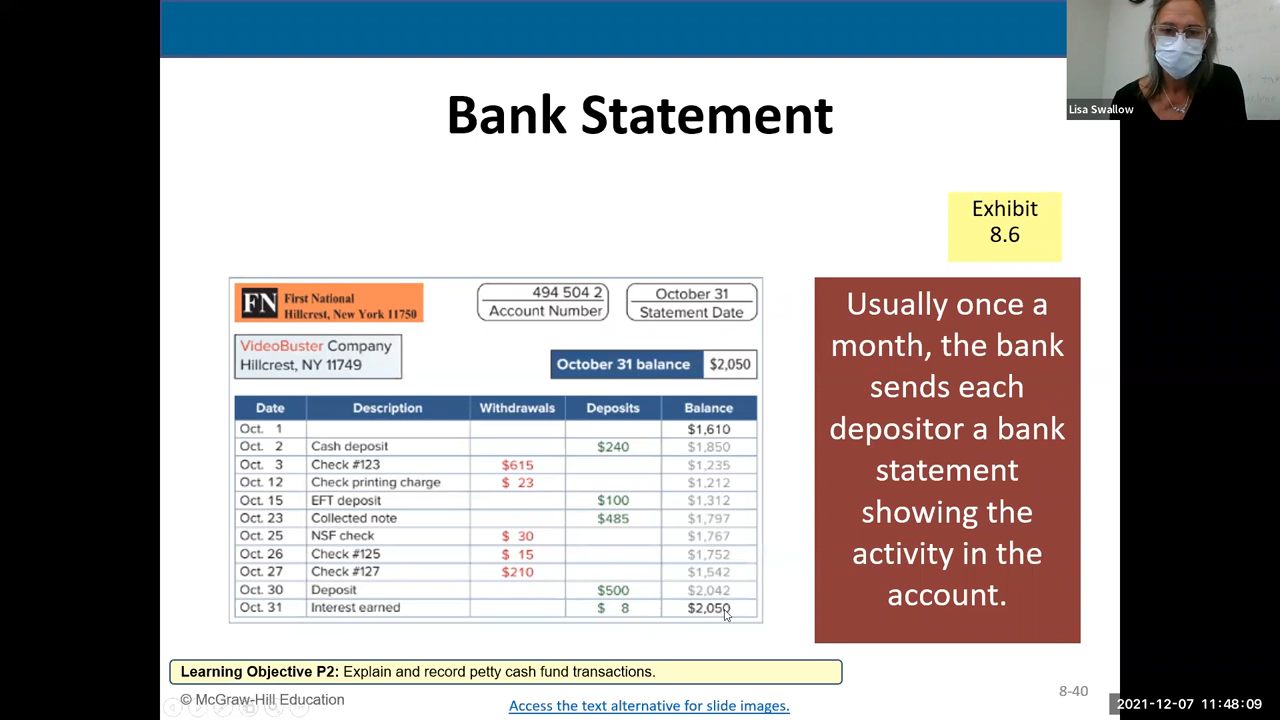 Lisa Swallow
Bank Statement
Exhibit
8.6
FN First National
Hillcrest, New York 11750
494 504 2
Account Number
October 31
Statement Date
VideoBuster Company
Hillcrest, NY 11749
October 31 balance $2,050
Date Description Withdrawals Deposits Balance
Oct. 1 $1,610
Oct. 2 Cash deposit $240 $1,850
Oct. 3 Check #123 $615 $1,235
Oct. 12 Check printing charge $ 23 $1,212
Oct. 15 EFT deposit $100 $1,312
Oct. 23 Collected note $485 $1,797
Oct. 25 NSF check $ 30 $1,767
Oct. 26 Check #125 $ 15 $1,752
Oct. 27 Check #127 $210 $1,542
Oct. 30 Deposit $500 $2,042
Oct. 31 Interest earned $ 8 $2,050
Usually once a
month, the bank
sends each
depositor a bank
statement
showing the
activity in the
account.
Learning Objective P2: Explain and record petty cash fund transactions.
© McGraw-Hill Education
Access the text alternative for slide images.
8-40
2021-12-07 11:48:09